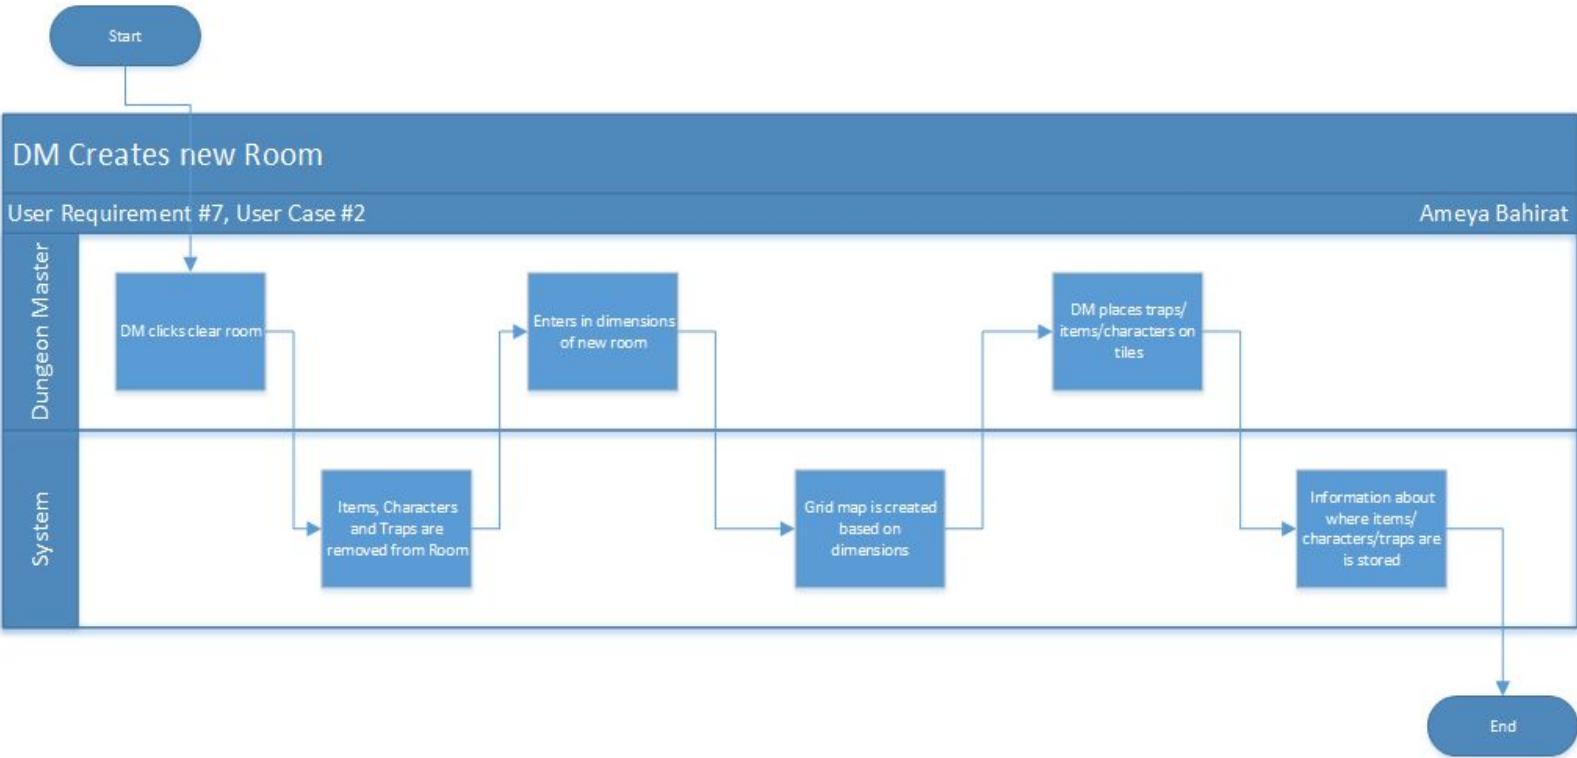 Start
DM Creates new Room
User Requirement #7, User Case #2
Ameya Bahirat
Dungeon Master
DM clicks clear room
Enters in dimensions
of new room
DM places traps/
items/characters on
tiles
System
Items, Characters
and Traps are
removed from Room
Grid map is created
based on
dimensions
Information about
where items/
characters/traps are
is stored
End